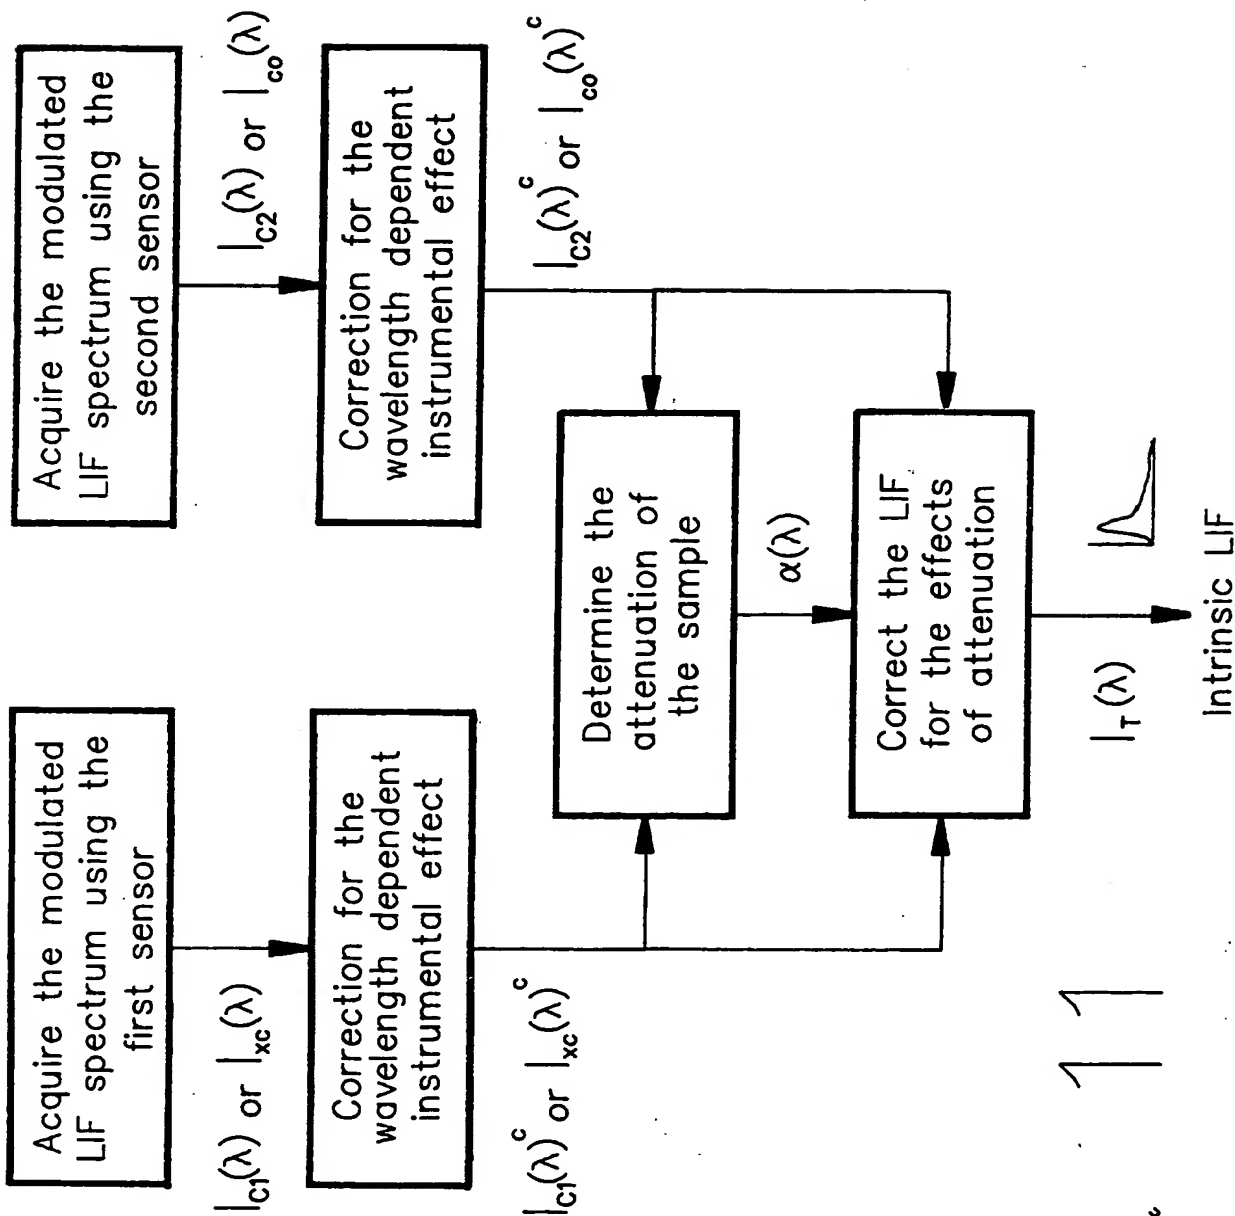 Acquire the modulated
LIF spectrum using the
first sensor
I_C1(λ) or I_xc(λ)
Correction for the
wavelength dependent
instrumental effect
I_C1(λ)^c or I_xc(λ)^c
Acquire the modulated
LIF spectrum using the
second sensor
I_C2(λ) or I_co(λ)
Correction for the
wavelength dependent
instrumental effect
I_C2(λ)^c or I_co(λ)^c
Determine the
attenuation of
the sample
α(λ)
Correct the LIF
for the effects
of attenuation
I_T(λ)
Intrinsic LIF
11